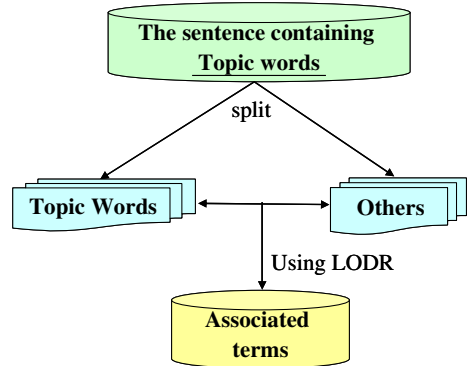 The sentence containing
Topic words
split
Topic Words
Others
Using LODR
Associated
terms